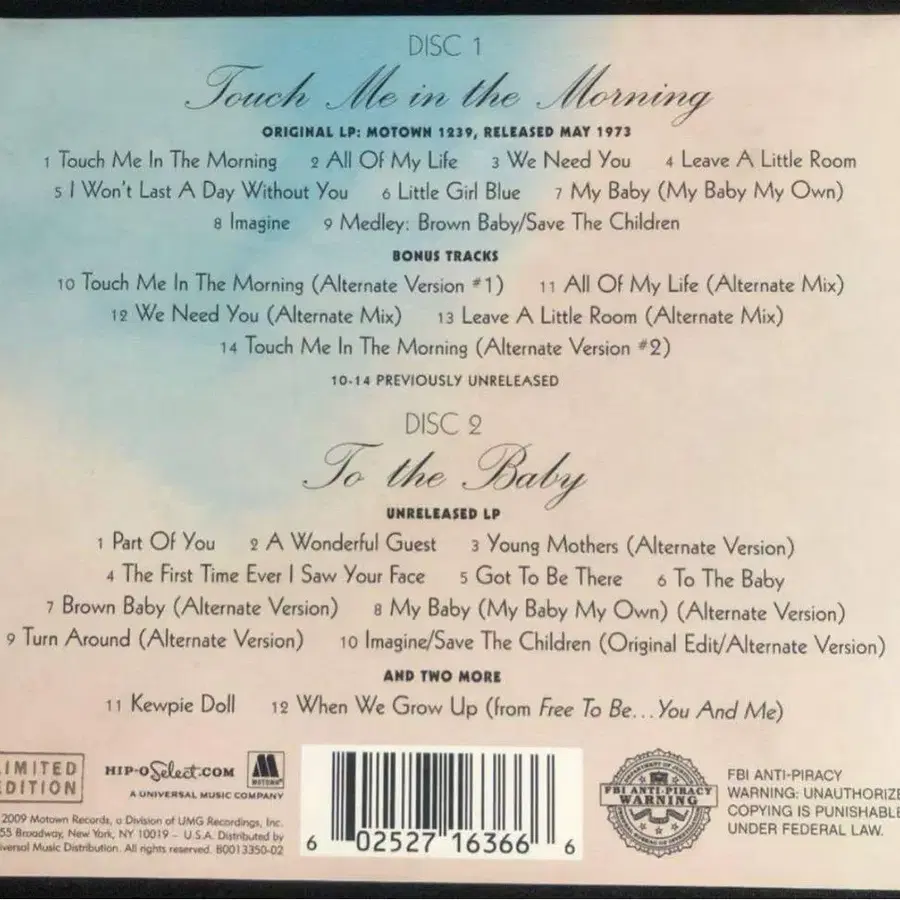 DISC 1
Touch Me in the Morning
ORIGINAL LP: MOTOWN 1239, RELEASED MAY 1973
1 Touch Me In The Morning 2 All Of My Life 3 We Need You 4 Leave A Little Room
5 I Won't Last A Day Without You 6 Little Girl Blue 7 My Baby (My Baby My Own)
8 Imagine 9 Medley: Brown Baby/Save The Children
BONUS TRACKS
10 Touch Me In The Morning (Alternate Version #1) 11 All Of My Life (Alternate Mix)
12 We Need You (Alternate Mix) 13 Leave A Little Room (Alternate Mix)
14 Touch Me In The Morning (Alternate Version #2)
10-14 PREVIOUSLY UNRELEASED
DISC 2
To the Baby
UNRELEASED LP
1 Part Of You 2 A Wonderful Guest 3 Young Mothers (Alternate Version)
4 The First Time Ever I Saw Your Face 5 Got To Be There 6 To The Baby
7 Brown Baby (Alternate Version) 8 My Baby (My Baby My Own) (Alternate Version)
9 Turn Around (Alternate Version) 10 Imagine/Save The Children (Original Edit/Alternate Version)
AND TWO MORE
11 Kewpie Doll 12 When We Grow Up (from Free To Be...You And Me)
IMITED
EDITION
HIP-O Select.COM
MOTOWN
A UNIVERSAL MUSIC COMPANY
2009 Motown Records, a Division of UMG Recordings, Inc.
55 Broadway, New York, NY 10019 - U.S.A. Distributed by
iversal Music Distribution. All rights reserved. B0013350-02
6 02527 16366 6
FBI ANTI-PIRACY
WARNING
FBI ANTI-PIRACY
WARNING: UNAUTHORIZE
COPYING IS PUNISHABLE
UNDER FEDERAL LAW.